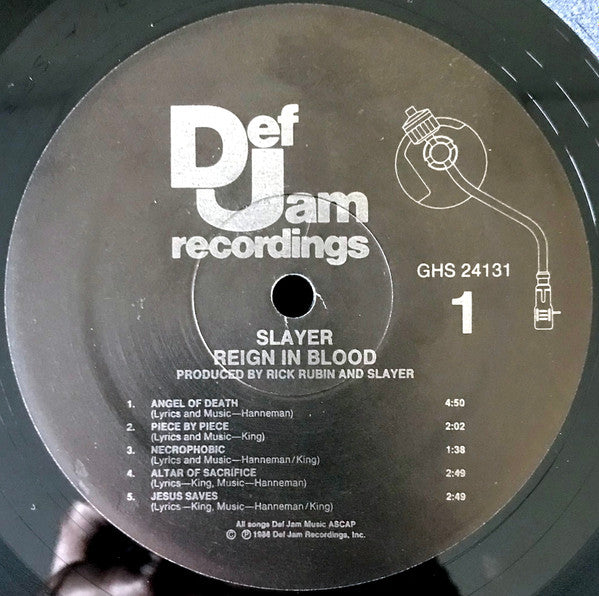 Def
Jam
recordings
GHS 24131
1
SLAYER
REIGN IN BLOOD
PRODUCED BY RICK RUBIN AND SLAYER
1. ANGEL OF DEATH 4:50
(Lyrics and Music—Hanneman)
2. PIECE BY PIECE 2:02
(Lyrics and Music—King)
3. NECROPHOBIC 1:38
(Lyrics and Music—Hanneman/King)
4. ALTAR OF SACRIFICE 2:49
(Lyrics—King, Music—Hanneman)
5. JESUS SAVES 2:49
(Lyrics—King, Music—Hanneman/King)
All songs Def Jam Music ASCAP
© ℗ 1986 Def Jam Recordings, Inc.